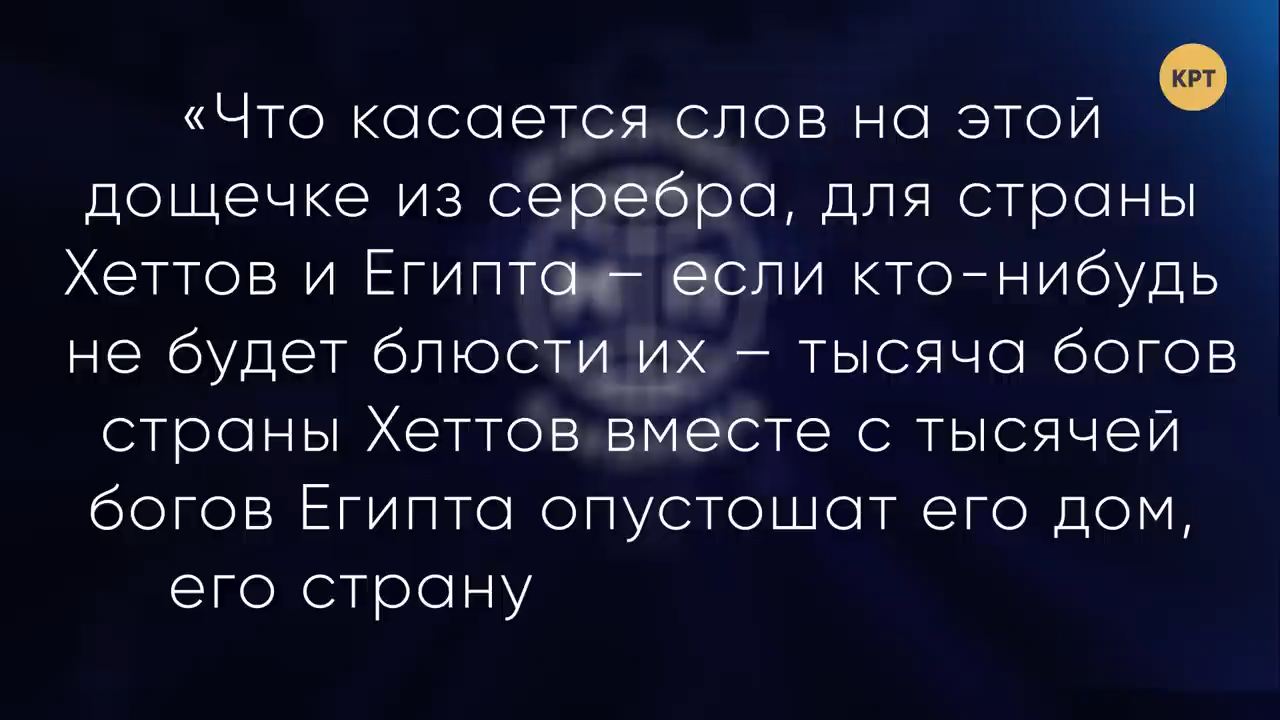 КРТ
«Что касается слов на этой
дощечке из серебра, для страны
Хеттов и Египта – если кто-нибудь
не будет блюсти их – тысяча богов
страны Хеттов вместе с тысячей
богов Египта опустошат его дом,
его страну